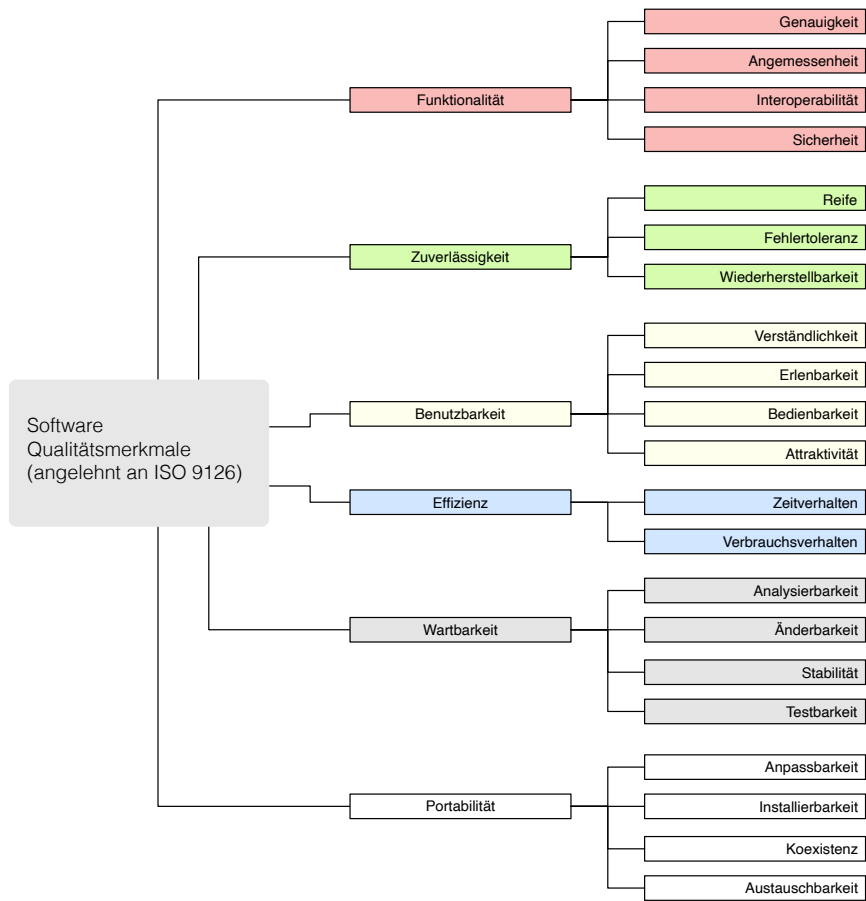 Software
Qualitätsmerkmale
(angelehnt an ISO 9126)
Funktionalität
Genauigkeit
Angemessenheit
Interoperabilität
Sicherheit
Zuverlässigkeit
Reife
Fehlertoleranz
Wiederherstellbarkeit
Benutzbarkeit
Verständlichkeit
Erlenbarkeit
Bedienbarkeit
Attraktivität
Effizienz
Zeitverhalten
Verbrauchsverhalten
Wartbarkeit
Analysierbarkeit
Änderbarkeit
Stabilität
Testbarkeit
Portabilität
Anpassbarkeit
Installierbarkeit
Koexistenz
Austauschbarkeit